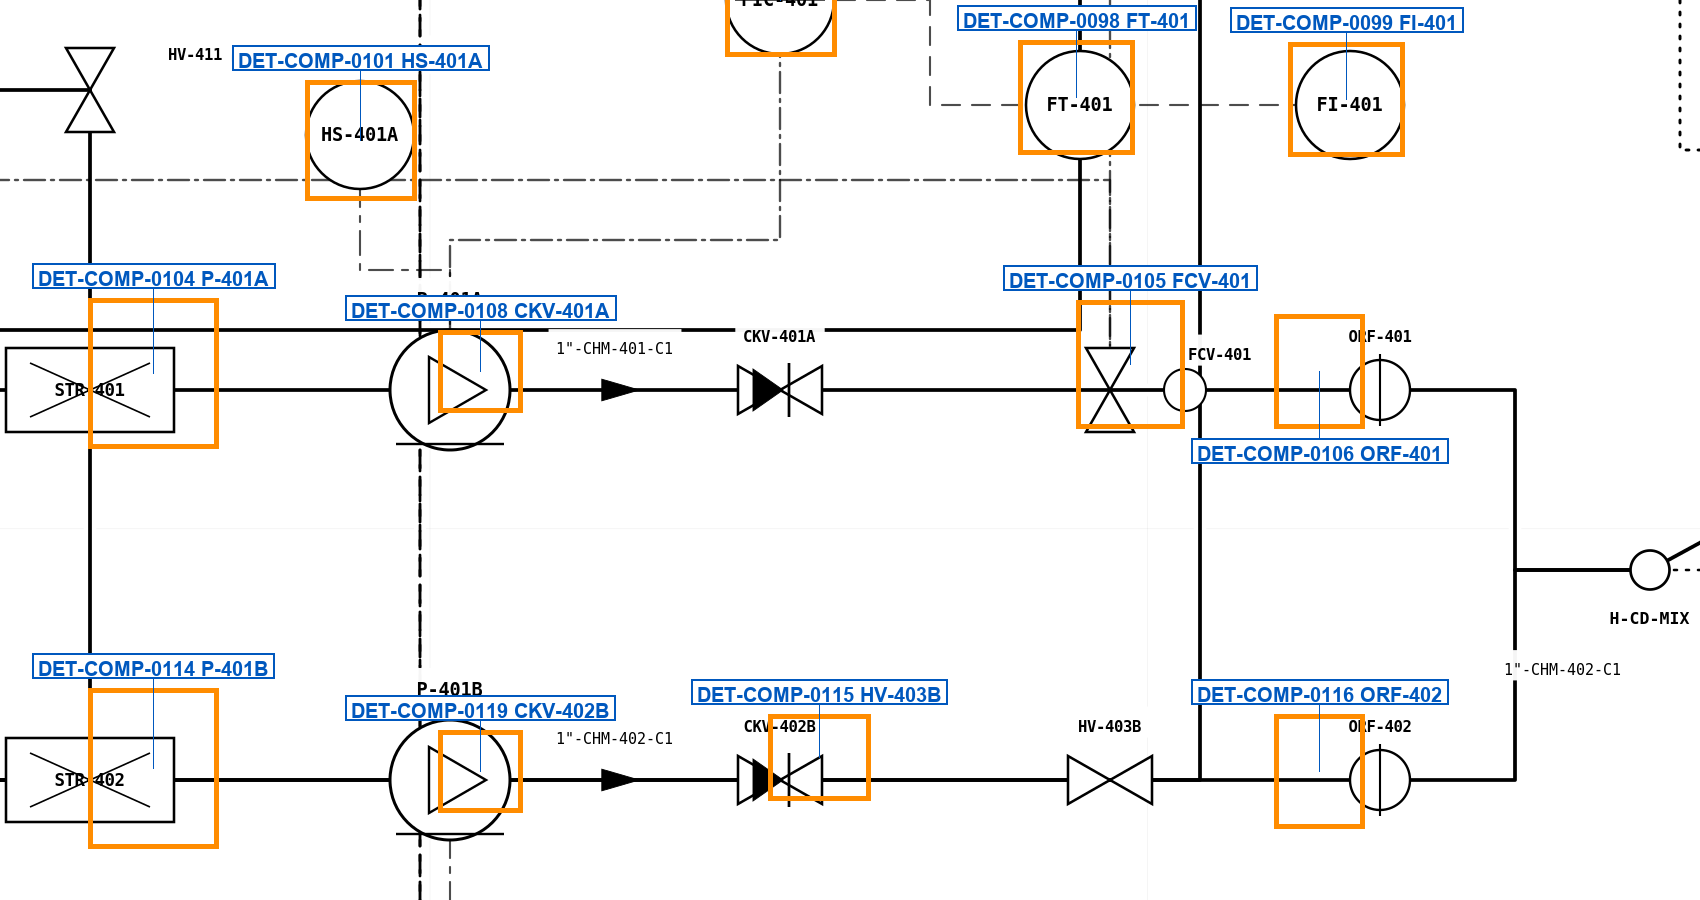 DET-COMP-0098 FT-401
DET-COMP-0099 FI-401
HV-411
DET-COMP-0101 HS-401A
FT-401
FI-401
HS-401A
DET-COMP-0104 P-401A
DET-COMP-0105 FCV-401
DET-COMP-0108 CKV-401A
1"-CHM-401-C1
CKV-401A
FCV-401
ORF-401
STR-401
DET-COMP-0106 ORF-401
H-CD-MIX
1"-CHM-402-C1
DET-COMP-0114 P-401B
P-401B
DET-COMP-0119 CKV-402B
DET-COMP-0115 HV-403B
DET-COMP-0116 ORF-402
1"-CHM-402-C1
CKV-402B
HV-403B
ORF-402
STR-402